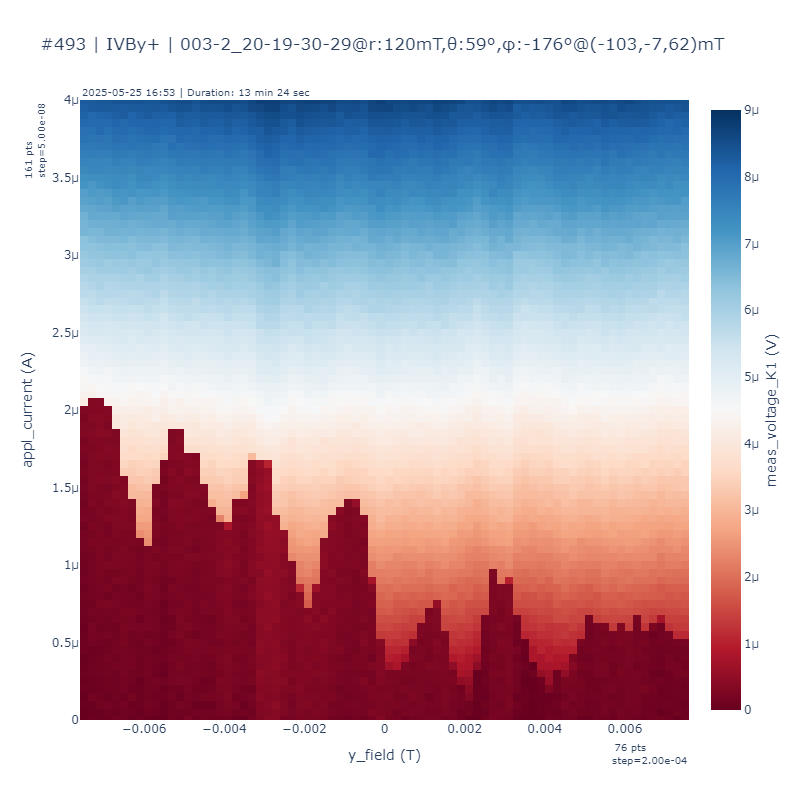 #493 | IVBy+ | 003-2_20-19-30-29@r:120mT,θ:59°,φ:-176°@(-103,-7,62)mT
2025-05-25 16:53 | Duration: 13 min 24 sec
161 pts
step=5.00e-08
appl_current (A)
4μ
3.5μ
3μ
2.5μ
2μ
1.5μ
1μ
0.5μ
0
−0.006
−0.004
−0.002
0
0.002
0.004
0.006
y_field (T)
76 pts
step=2.00e-04
9μ
8μ
7μ
6μ
5μ
4μ
3μ
2μ
1μ
0
meas_voltage_K1 (V)